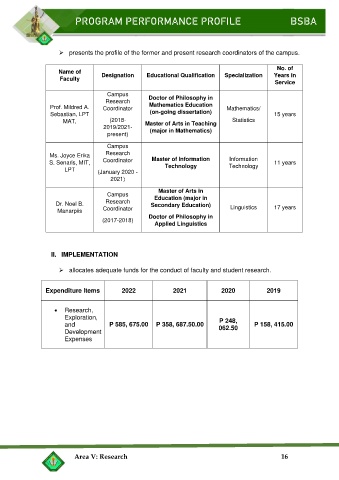 PROGRAM PERFORMANCE PROFILE BSBA
➢ presents the profile of the former and present research coordinators of the campus.
Name of Faculty | Designation | Educational Qualification | Specialization | No. of Years in Service
Prof. Mildred A. Sebastian, LPT MAT. | Campus Research Coordinator (2018-2019/2021-present) | Doctor of Philosophy in Mathematics Education (on-going dissertation) Master of Arts in Teaching (major in Mathematics) | Mathematics/ Statistics | 15 years
Ms. Joyce Erika S. Senaris, MIT, LPT | Campus Research Coordinator (January 2020 - 2021) | Master of Information Technology | Information Technology | 11 years
Dr. Noel B. Manarpiis | Campus Research Coordinator (2017-2018) | Master of Arts in Education (major in Secondary Education) Doctor of Philosophy in Applied Linguistics | Linguistics | 17 years
II. IMPLEMENTATION
➢ allocates adequate funds for the conduct of faculty and student research.
Expenditure Items | 2022 | 2021 | 2020 | 2019
• Research, Exploration, and Development Expenses | P 585, 675.00 | P 358, 687.50.00 | P 248, 062.50 | P 158, 415.00
Area V: Research 16